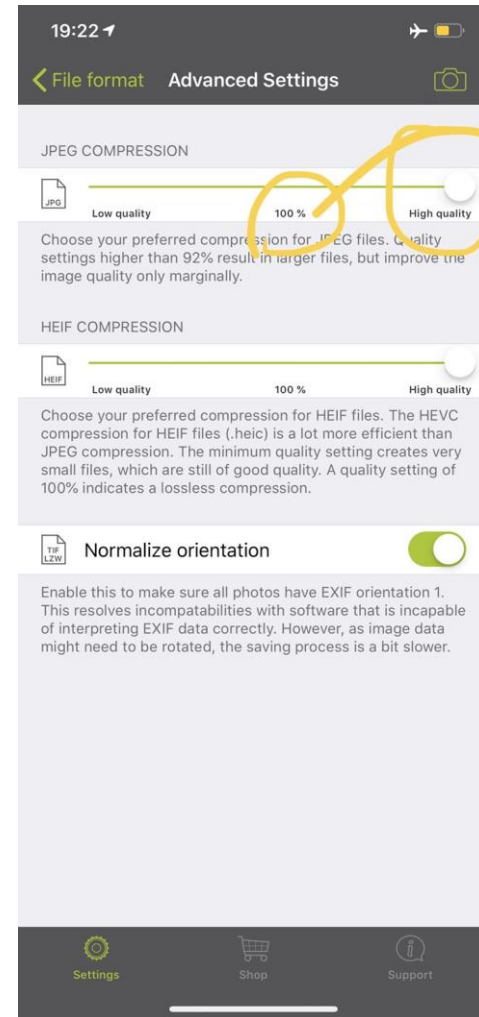 19:22
File format Advanced Settings
JPEG COMPRESSION
JPG
Low quality 100 % High quality
Choose your preferred compression for JPEG files. Quality
settings higher than 92% result in larger files, but improve the
image quality only marginally.
HEIF COMPRESSION
HEIF
Low quality 100 % High quality
Choose your preferred compression for HEIF files. The HEVC
compression for HEIF files (.heic) is a lot more efficient than
JPEG compression. The minimum quality setting creates very
small files, which are still of good quality. A quality setting of
100% indicates a lossless compression.
TIF
LZW
Normalize orientation
Enable this to make sure all photos have EXIF orientation 1.
This resolves incompatabilities with software that is incapable
of interpreting EXIF data correctly. However, as image data
might need to be rotated, the saving process is a bit slower.
Settings Shop Support